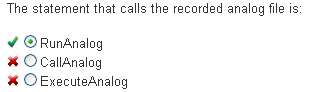 The statement that calls the recorded analog file is:
RunAnalog
CallAnalog
ExecuteAnalog